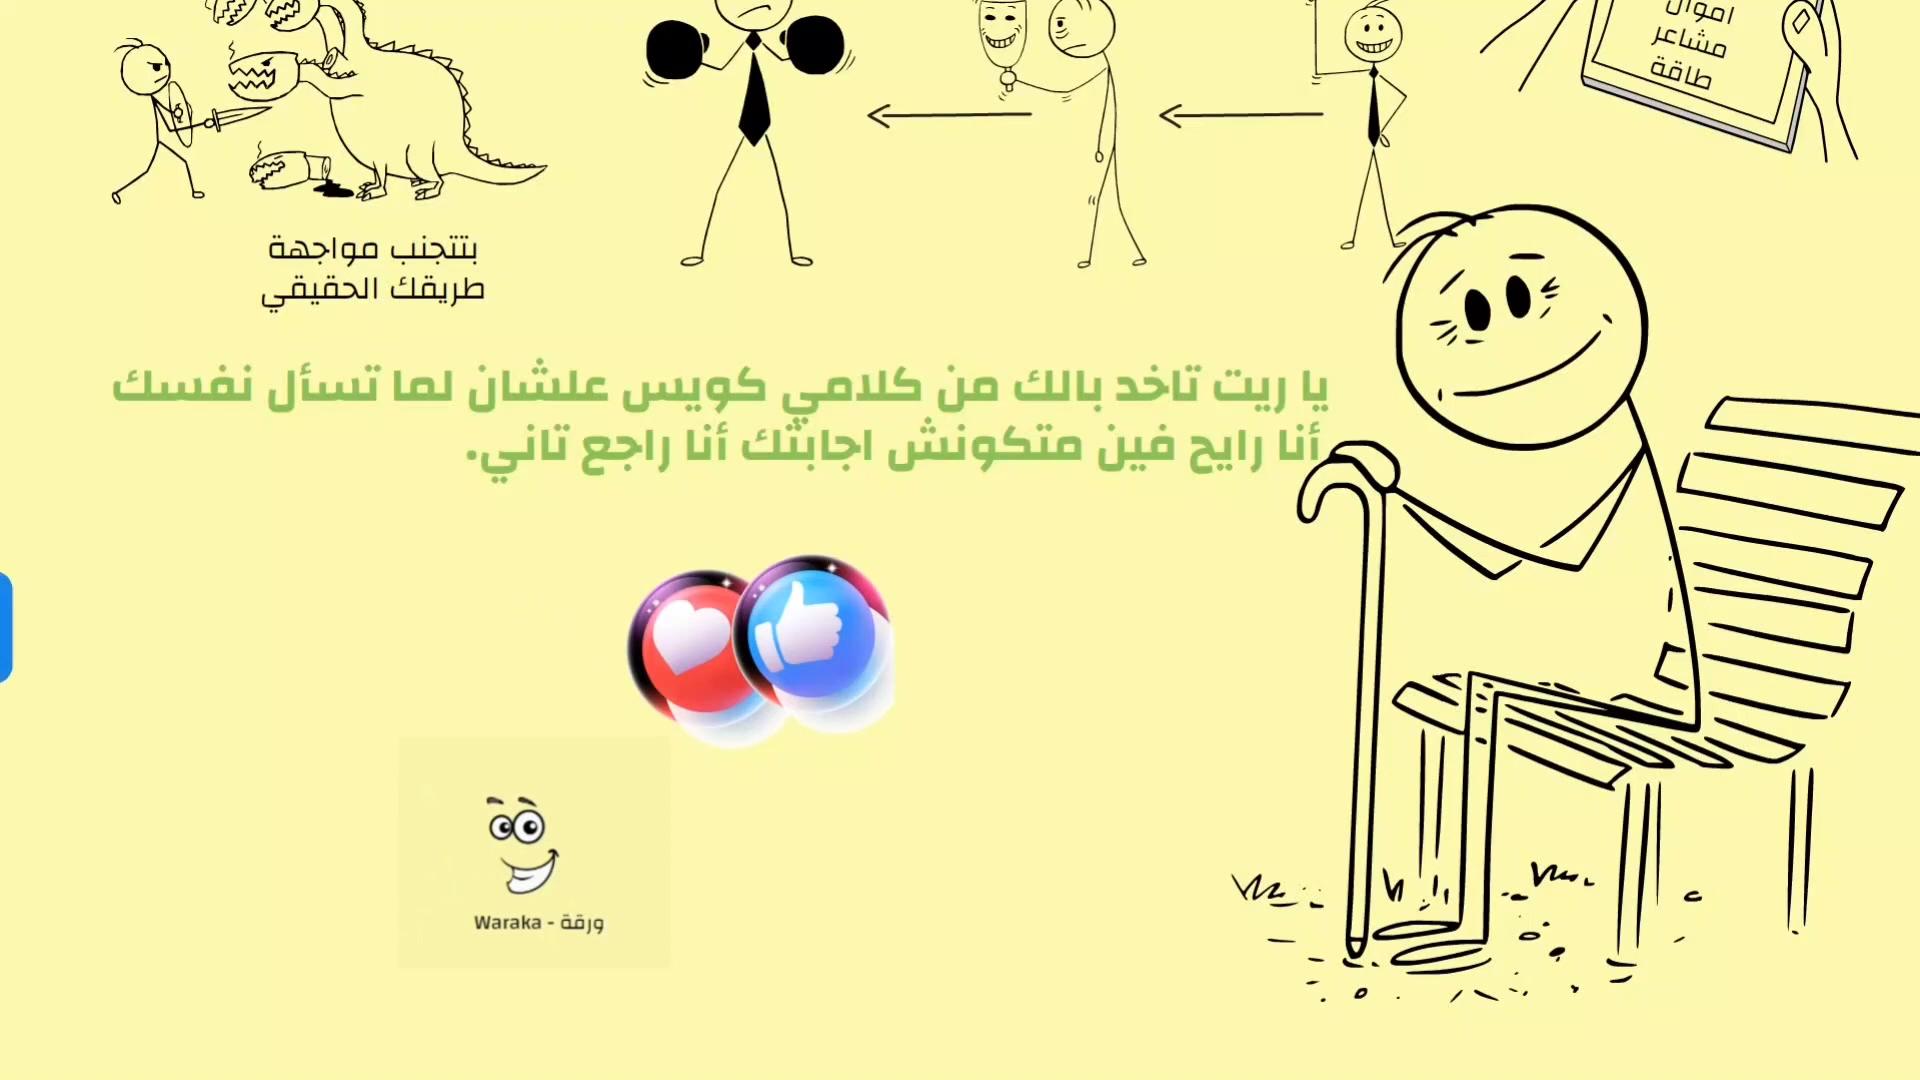 اموال
مشاعر
طاقة
بتتجنب مواجهة
طريقك الحقيقي
يا ريت تاخد بالك من كلامي كويس علشان لما تسأل نفسك
أنا رايح فين متكونش اجابتك أنا راجع تاني.
ورقة - Waraka